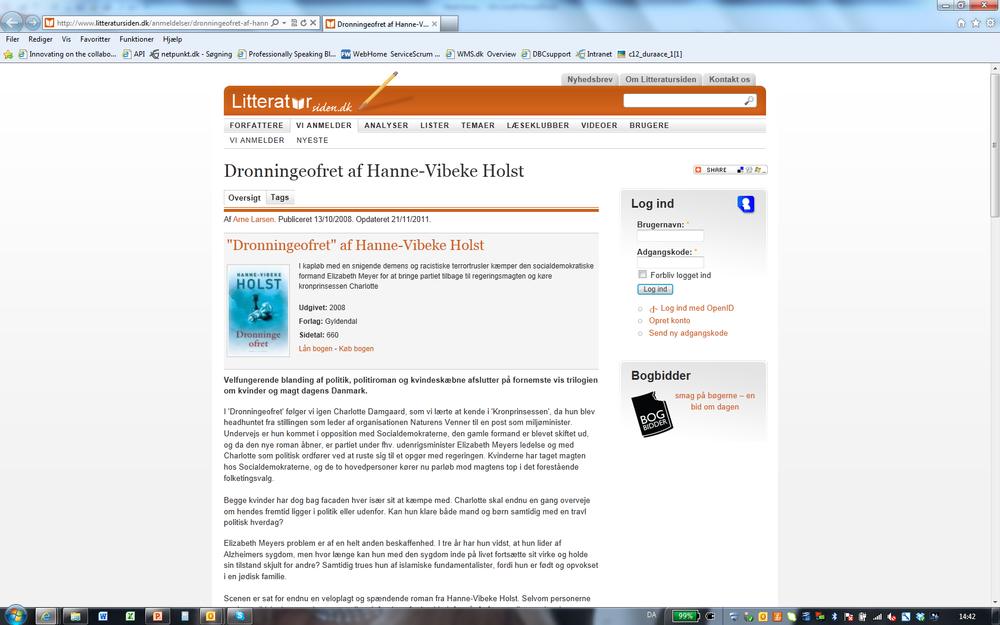 http://www.litteratursiden.dk/anmeldelser/dronningeofret-af-hann
Dronningeofret af Hanne-V...
Filer Rediger Vis Favoritter Funktioner Hjælp
Innovating on the collabo... API netpunkt.dk - Søgning Professionally Speaking Bl... WebHome ServiceScrum ... WMS.dk Overview DBCsupport Intranet c12_duraace_1[1]
Nyhedsbrev Om Litteratursiden Kontakt os
Litteratur siden.dk
FORFATTERE VI ANMELDER ANALYSER LISTER TEMAER LÆSEKLUBBER VIDEOER BRUGERE
VI ANMELDER NYESTE
Dronningeofret af Hanne-Vibeke Holst
SHARE
Oversigt Tags
Af Arne Larsen. Publiceret 13/10/2008. Opdateret 21/11/2011.
"Dronningeofret" af Hanne-Vibeke Holst
HANNE-VIBEKE
HOLST
Dronninge
ofret
I kapløb med en snigende demens og racistiske terrortrusler kæmper den socialdemokratiske
formand Elizabeth Meyer for at bringe partiet tilbage til regeringsmagten og køre
kronprinsessen Charlotte
Udgivet: 2008
Forlag: Gyldendal
Sidetal: 660
Lån bogen - Køb bogen
Velfungerende blanding af politik, politiroman og kvindeskæbne afslutter på fornemste vis trilogien
om kvinder og magt dagens Danmark.
I 'Dronningeofret' følger vi igen Charlotte Damgaard, som vi lærte at kende i 'Kronprinsessen', da hun blev
headhuntet fra stillingen som leder af organisationen Naturens Venner til en post som miljøminister.
Undervejs er hun kommet i opposition med Socialdemokraterne, den gamle formand er blevet skiftet ud,
og da den nye roman åbner, er partiet under fhv. udenrigsminister Elizabeth Meyers ledelse og med
Charlotte som politisk ordfører ved at ruste sig til et opgør med regeringen. Kvinderne har taget magten
hos Socialdemokraterne, og de to hovedpersoner kører nu parløb mod magtens top i det forestående
folketingsvalg.
Begge kvinder har dog bag facaden hver især sit at kæmpe med. Charlotte skal endnu en gang overveje
om hendes fremtid ligger i politik eller udenfor. Kan hun klare både mand og børn samtidig med en travl
politisk hverdag?
Elizabeth Meyers problem er af en helt anden beskaffenhed. I tre år har hun vidst, at hun lider af
Alzheimers sygdom, men hvor længe kan hun med den sygdom inde på livet fortsætte sit virke og holde
sin tilstand skjult for andre? Samtidig trues hun af islamiske fundamentalister, fordi hun er født og opvokset
i en jødisk familie.
Scenen er sat for endnu en veloplagt og spændende roman fra Hanne-Vibeke Holst. Selvom personerne
Log ind
Brugernavn: *
Adgangskode: *
Forbliv logget ind
Log ind
Log ind med OpenID
Opret konto
Send ny adgangskode
Bogbidder
BOG
BIDDER
smag på bøgerne – en
bid om dagen
DA 99% 14:42